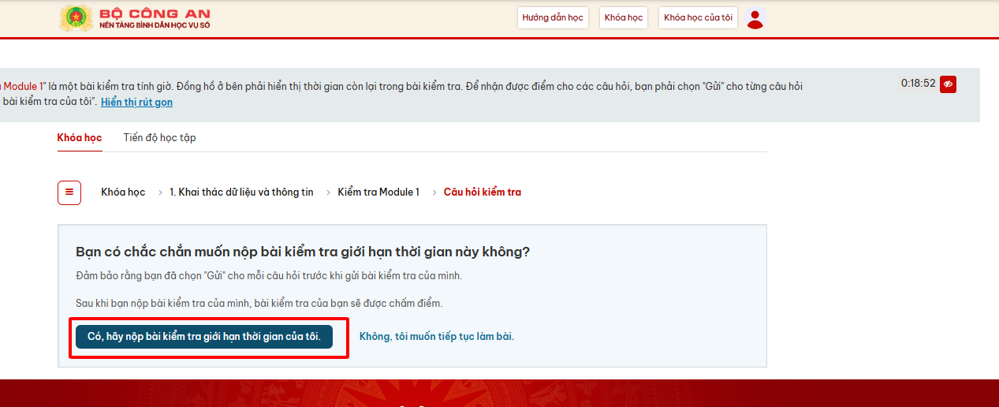 BỘ CÔNG AN
NỀN TẢNG BÌNH DÂN HỌC VỤ SỐ
Hướng dẫn học
Khóa học
Khóa học của tôi
Module 1" là một bài kiểm tra tính giờ. Đồng hồ ở bên phải hiển thị thời gian còn lại trong bài kiểm tra. Để nhận được điểm cho các câu hỏi, bạn phải chọn "Gửi" cho từng câu hỏi
bài kiểm tra của tôi". Hiển thị rút gọn
0:18:52
Khóa học
Tiến độ học tập
Khóa học > 1. Khai thác dữ liệu và thông tin > Kiểm tra Module 1 > Câu hỏi kiểm tra
Bạn có chắc chắn muốn nộp bài kiểm tra giới hạn thời gian này không?
Đảm bảo rằng bạn đã chọn "Gửi" cho mỗi câu hỏi trước khi gửi bài kiểm tra của mình.
Sau khi bạn nộp bài kiểm tra của mình, bài kiểm tra của bạn sẽ được chấm điểm.
Có, hãy nộp bài kiểm tra giới hạn thời gian của tôi.
Không, tôi muốn tiếp tục làm bài.